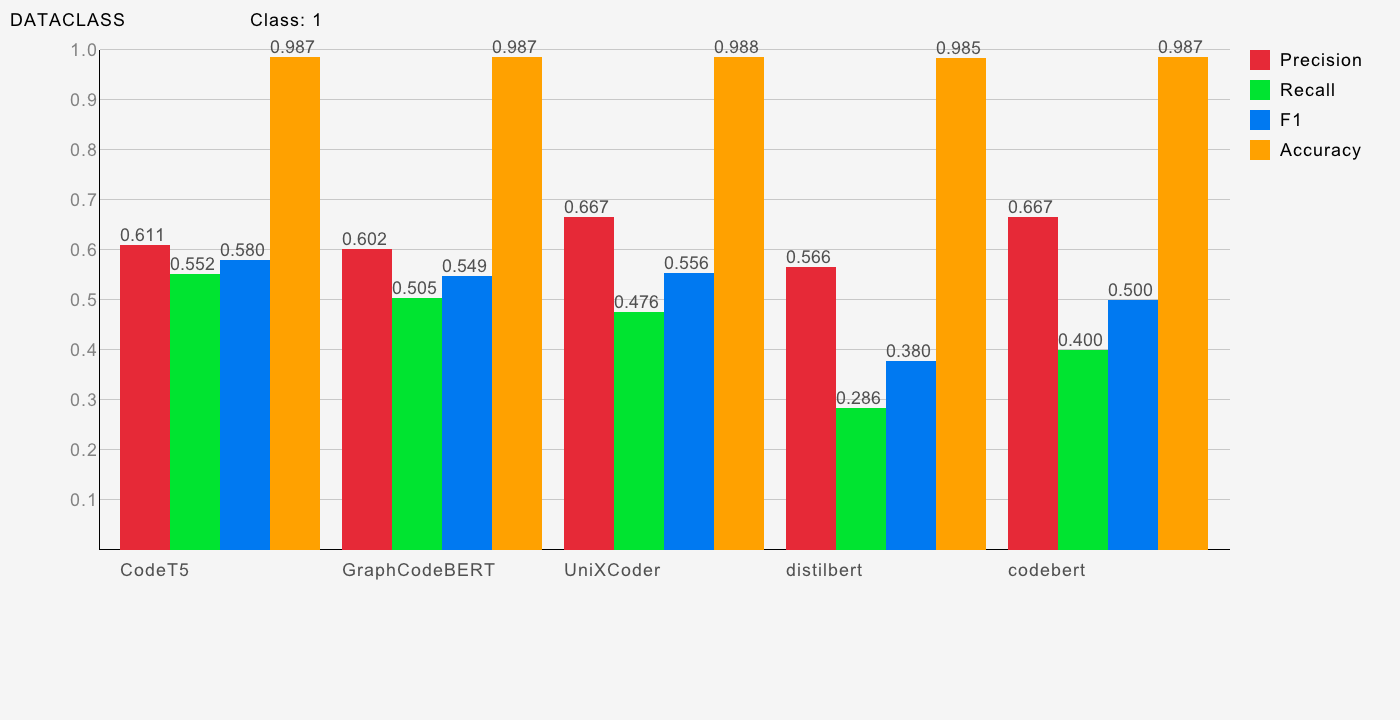 DATACLASS Class: 1
1.0
0.9
0.8
0.7
0.6
0.5
0.4
0.3
0.2
0.1
0.611 0.552 0.580 0.987
0.602 0.505 0.549 0.987
0.667 0.476 0.556 0.988
0.566 0.286 0.380 0.985
0.667 0.400 0.500 0.987
CodeT5 GraphCodeBERT UniXCoder distilbert codebert
Precision
Recall
F1
Accuracy